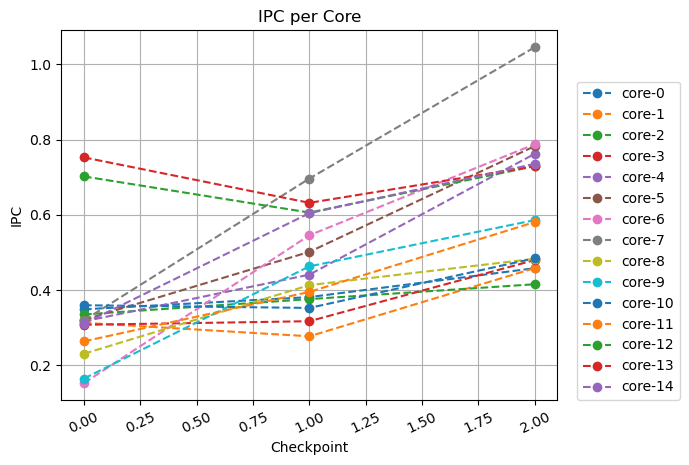 IPC per Core
IPC
1.0
0.8
0.6
0.4
0.2
0.00
0.25
0.50
0.75
1.00
1.25
1.50
1.75
2.00
Checkpoint
core-0
core-1
core-2
core-3
core-4
core-5
core-6
core-7
core-8
core-9
core-10
core-11
core-12
core-13
core-14